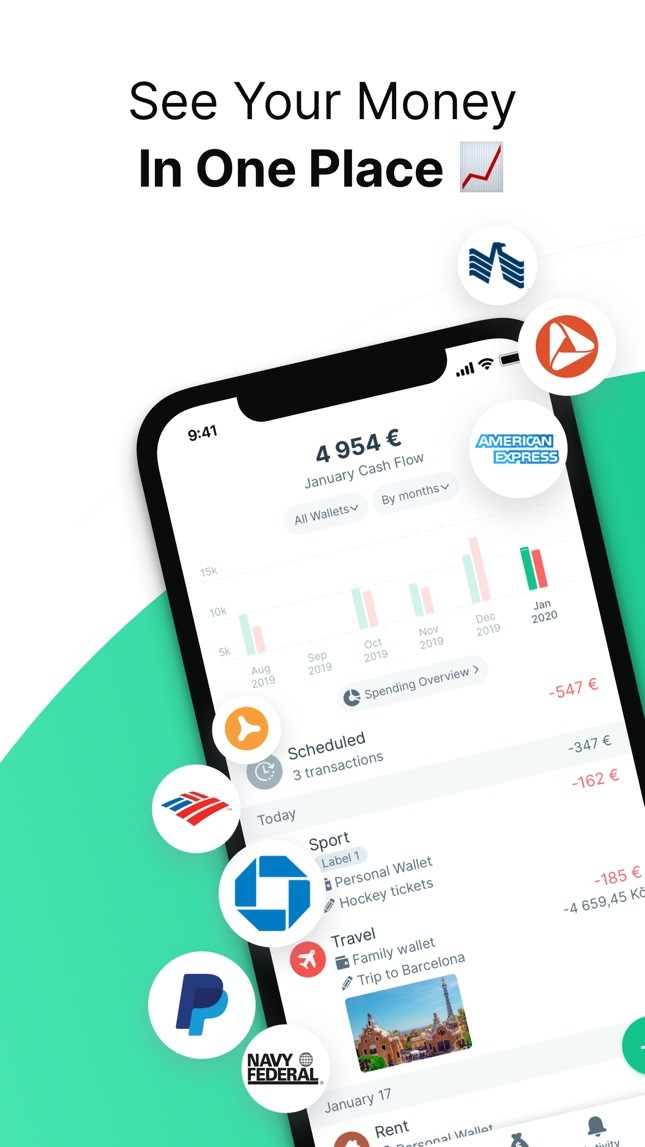 See Your Money
In One Place
AMERICAN
EXPRESS
9:41
4 954 €
January Cash Flow
All Wallets
By months
15k
10k
5k
Aug
2019
Sep
2019
Oct
2019
Nov
2019
Dec
2019
Jan
2020
Spending Overview
Scheduled
-547 €
3 transactions
Today
-347 €
Sport
-162 €
Label 1
Personal Wallet
Hockey tickets
Travel
-185 €
Family wallet
-4 659,45 Kč
Trip to Barcelona
NAVY
FEDERAL
January 17
Rent
Personal Wallet